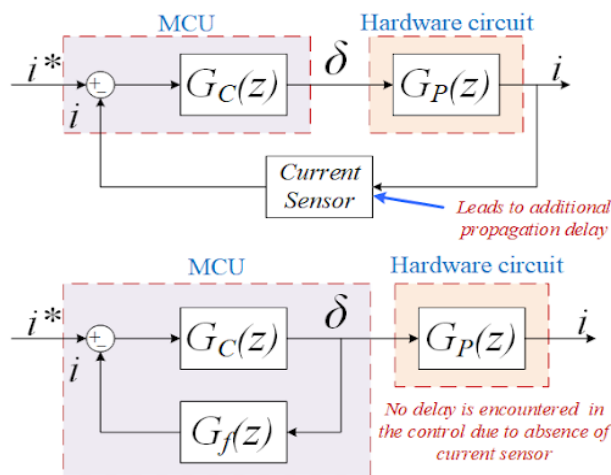 MCU
Hardware circuit
i*
+
−
i
G_C(z)
δ
G_P(z)
i
Current
Sensor
Leads to additional
propagation delay
MCU
Hardware circuit
i*
+
−
i
G_C(z)
δ
G_P(z)
i
G_f(z)
No delay is encountered in
the control due to absence of
current sensor